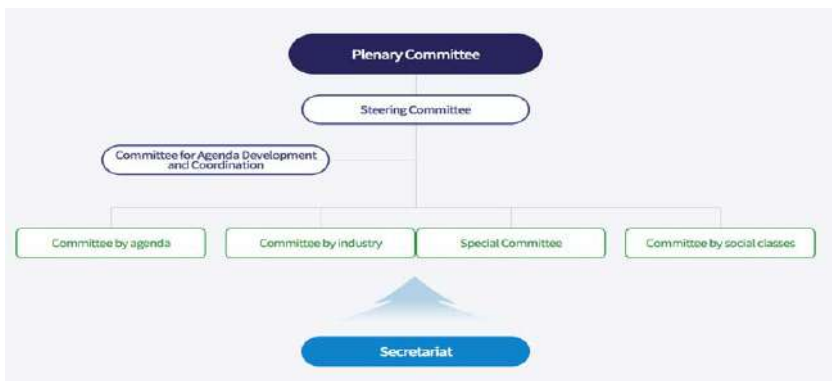 Plenary Committee
Steering Committee
Committee for Agenda Development
and Coordination
Committee by agenda
Committee by industry
Special Committee
Committee by social classes
Secretariat